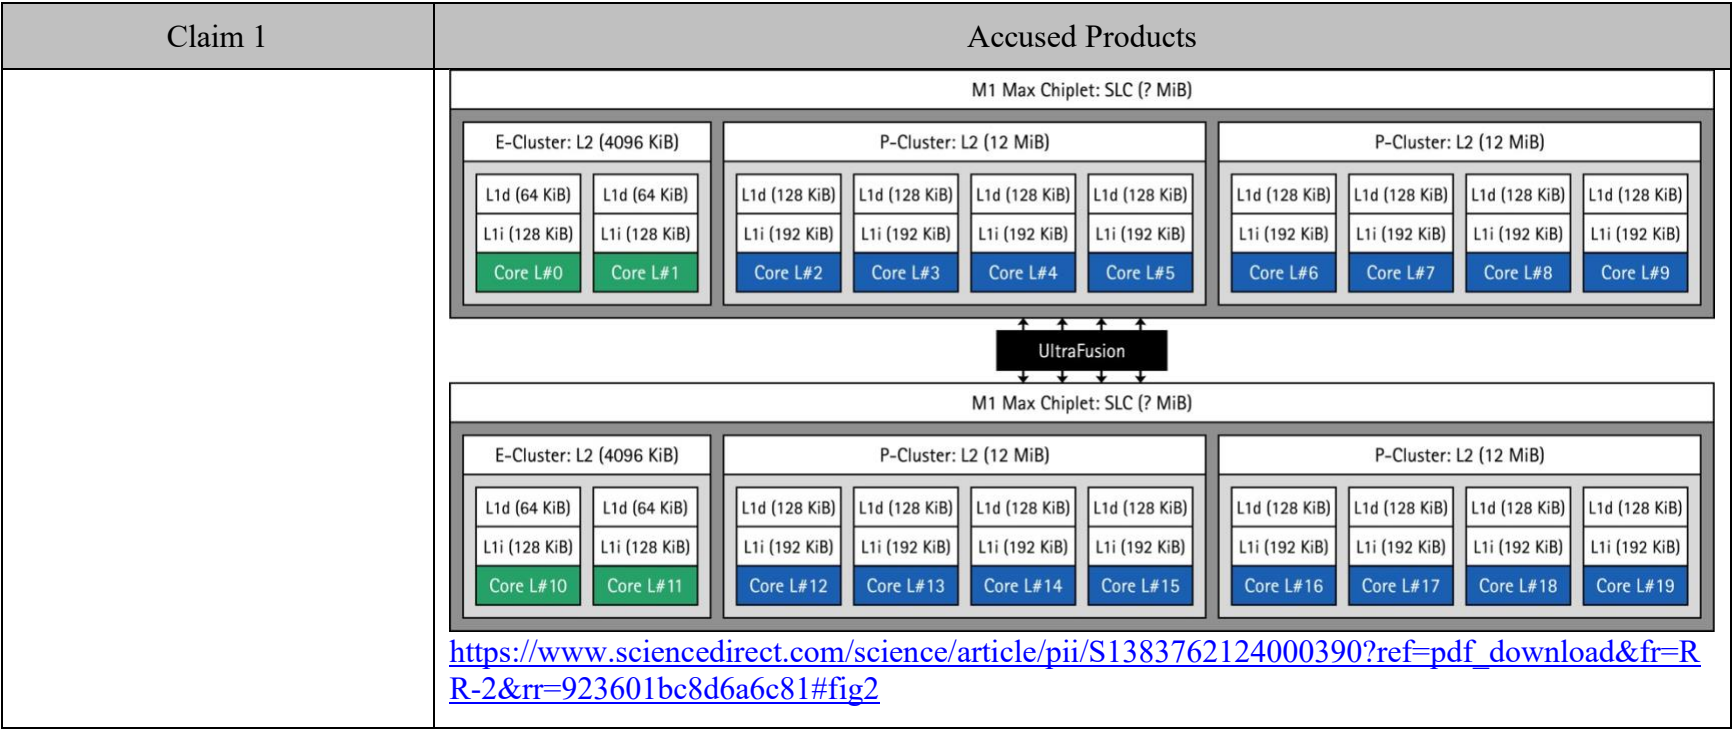 Claim 1 Accused Products
M1 Max Chiplet: SLC (? MiB)
E-Cluster: L2 (4096 KiB) P-Cluster: L2 (12 MiB) P-Cluster: L2 (12 MiB)
L1d (64 KiB) L1d (64 KiB) L1d (128 KiB) L1d (128 KiB) L1d (128 KiB) L1d (128 KiB) L1d (128 KiB) L1d (128 KiB) L1d (128 KiB) L1d (128 KiB)
L1i (128 KiB) L1i (128 KiB) L1i (192 KiB) L1i (192 KiB) L1i (192 KiB) L1i (192 KiB) L1i (192 KiB) L1i (192 KiB) L1i (192 KiB) L1i (192 KiB)
Core L#0 Core L#1 Core L#2 Core L#3 Core L#4 Core L#5 Core L#6 Core L#7 Core L#8 Core L#9
UltraFusion
M1 Max Chiplet: SLC (? MiB)
E-Cluster: L2 (4096 KiB) P-Cluster: L2 (12 MiB) P-Cluster: L2 (12 MiB)
L1d (64 KiB) L1d (64 KiB) L1d (128 KiB) L1d (128 KiB) L1d (128 KiB) L1d (128 KiB) L1d (128 KiB) L1d (128 KiB) L1d (128 KiB) L1d (128 KiB)
L1i (128 KiB) L1i (128 KiB) L1i (192 KiB) L1i (192 KiB) L1i (192 KiB) L1i (192 KiB) L1i (192 KiB) L1i (192 KiB) L1i (192 KiB) L1i (192 KiB)
Core L#10 Core L#11 Core L#12 Core L#13 Core L#14 Core L#15 Core L#16 Core L#17 Core L#18 Core L#19
https://www.sciencedirect.com/science/article/pii/S1383762124000390?ref=pdf_download&fr=R
R-2&rr=923601bc8d6a6c81#fig2